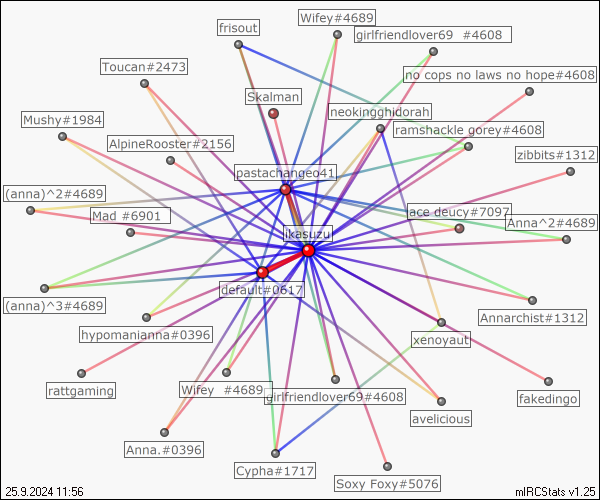 Wifey#4689
frisout
girlfriendlover69 #4608
Toucan#2473
no cops no laws no hope#4608
Skalman
neokingghidorah
Mushy#1984
ramshackle gorey#4608
AlpineRooster#2156
zibbits#1312
pastachangeo41
(anna)^2#4689
lace deucy#7097
Mad #6901
Anna^2#4689
ikasuzu
default#0617
(anna)^3#4689
Annarchist#1312
hypomanianna#0396
xenoyaut
rattgaming
Wifey #4689
girlfriendlover69#4608
fakedingo
avelicious
Anna.#0396
Cypha#1717
Soxy Foxy#5076
25.9.2024 11:56
mIRCStats v1.25